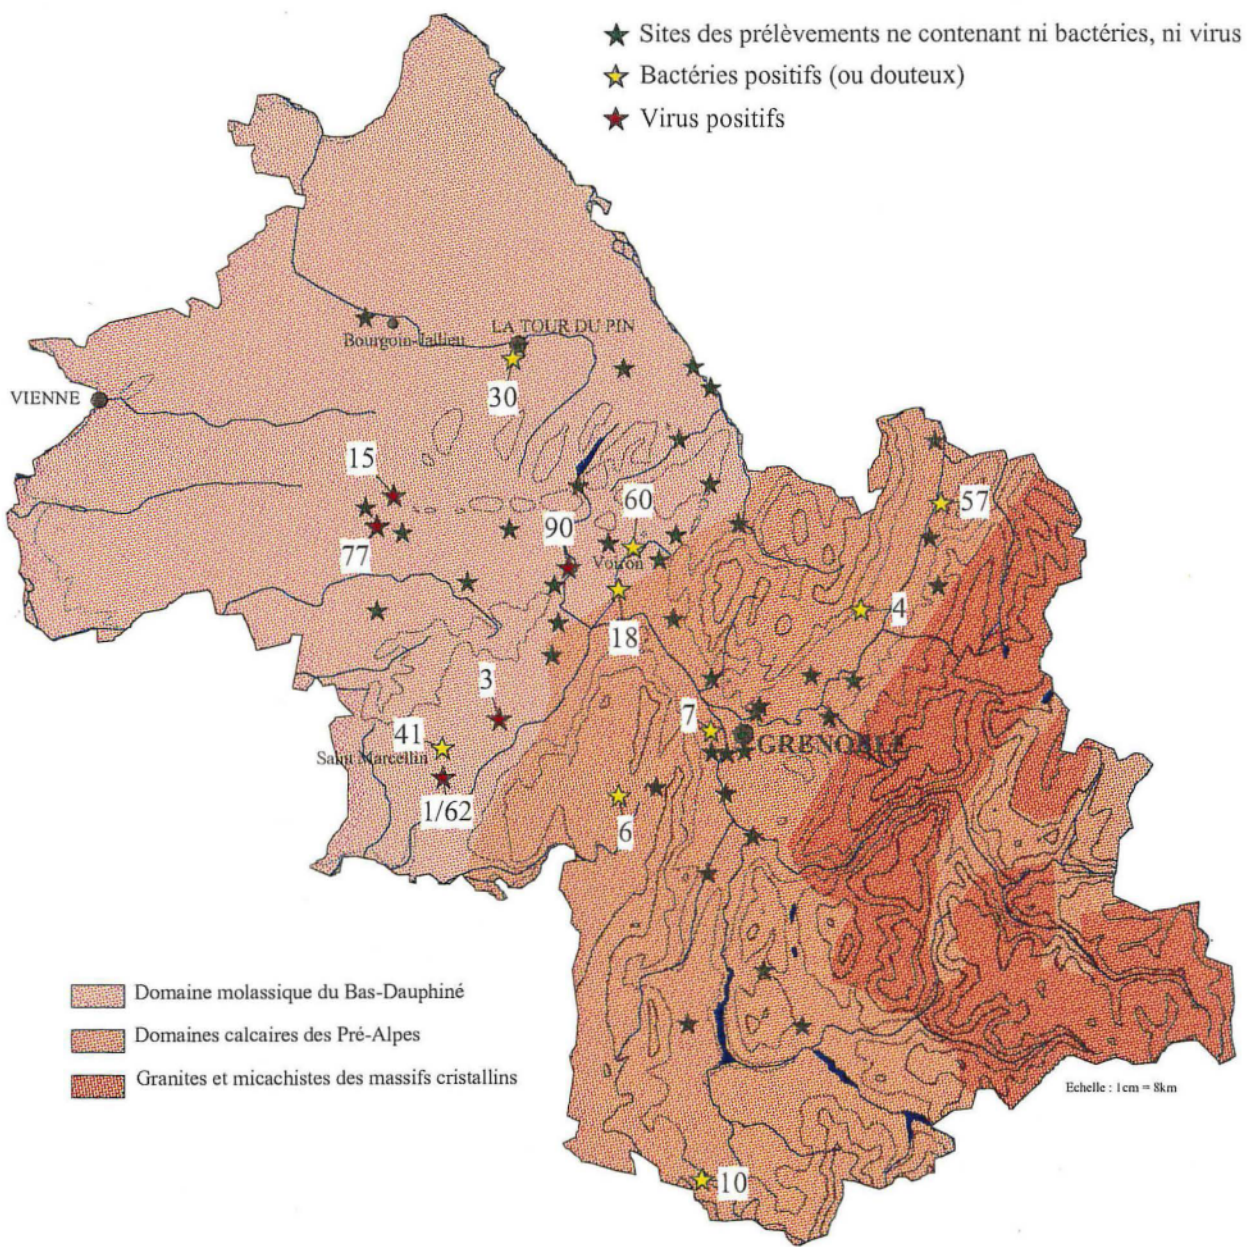 Sites des prélèvements ne contenant ni bactéries, ni virus
Bactéries positifs (ou douteux)
Virus positifs
Bourgoin-Jallieu
LA TOUR DU PIN
30
VIENNE
15
60
57
90
77
Voiron
4
18
3
7
41
GRENOBLE
Saint Marcellin
1/62
6
Domaine molassique du Bas-Dauphiné
Domaines calcaires des Pré-Alpes
Granites et micachistes des massifs cristallins
Echelle : 1cm = 8km
10